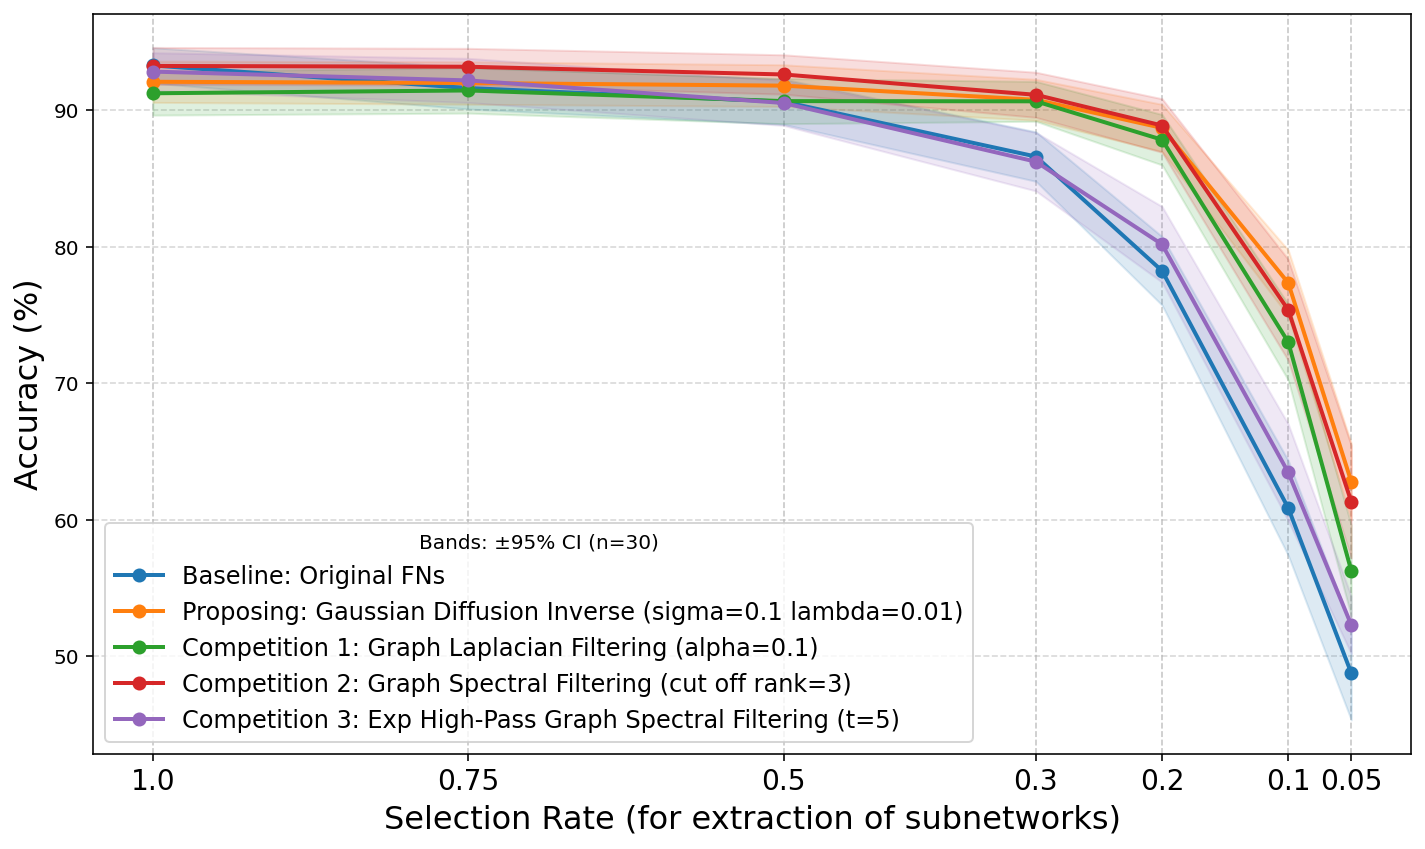 90
80
70
60
50
Accuracy (%)
Bands: ±95% CI (n=30)
Baseline: Original FNs
Proposing: Gaussian Diffusion Inverse (sigma=0.1 lambda=0.01)
Competition 1: Graph Laplacian Filtering (alpha=0.1)
Competition 2: Graph Spectral Filtering (cut off rank=3)
Competition 3: Exp High-Pass Graph Spectral Filtering (t=5)
1.0 0.75 0.5 0.3 0.2 0.1 0.05
Selection Rate (for extraction of subnetworks)